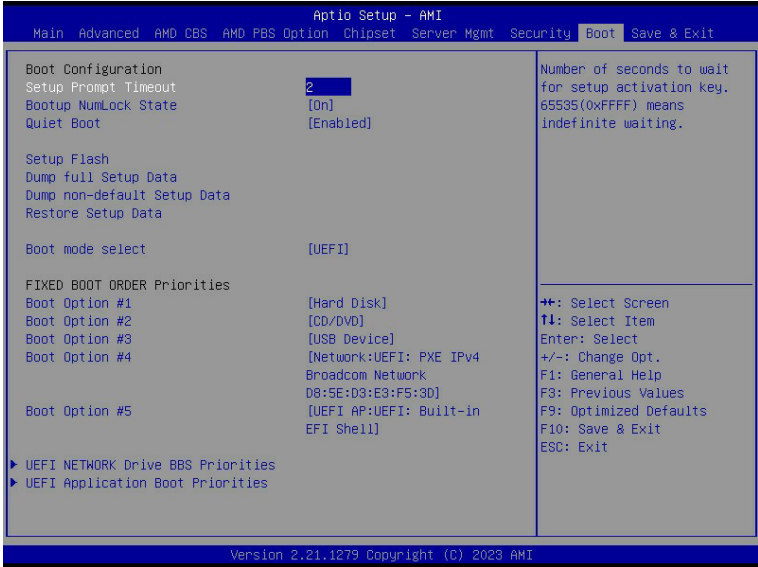 Aptio Setup – AMI
Main Advanced AMD CBS AMD PBS Option Chipset Server Mgmt Security Boot Save & Exit
Boot Configuration
Setup Prompt Timeout 2
Bootup NumLock State [On]
Quiet Boot [Enabled]
Setup Flash
Dump full Setup Data
Dump non-default Setup Data
Restore Setup Data
Boot mode select [UEFI]
FIXED BOOT ORDER Priorities
Boot Option #1 [Hard Disk]
Boot Option #2 [CD/DVD]
Boot Option #3 [USB Device]
Boot Option #4 [Network:UEFI: PXE IPv4
Broadcom Network
D8:5E:D3:E3:F5:3D]
Boot Option #5 [UEFI AP:UEFI: Built-in
EFI Shell]
UEFI NETWORK Drive BBS Priorities
UEFI Application Boot Priorities
Number of seconds to wait
for setup activation key.
65535(0xFFFF) means
indefinite waiting.
→←: Select Screen
↑↓: Select Item
Enter: Select
+/-: Change Opt.
F1: General Help
F3: Previous Values
F9: Optimized Defaults
F10: Save & Exit
ESC: Exit
Version 2.21.1279 Copyright (C) 2023 AMI